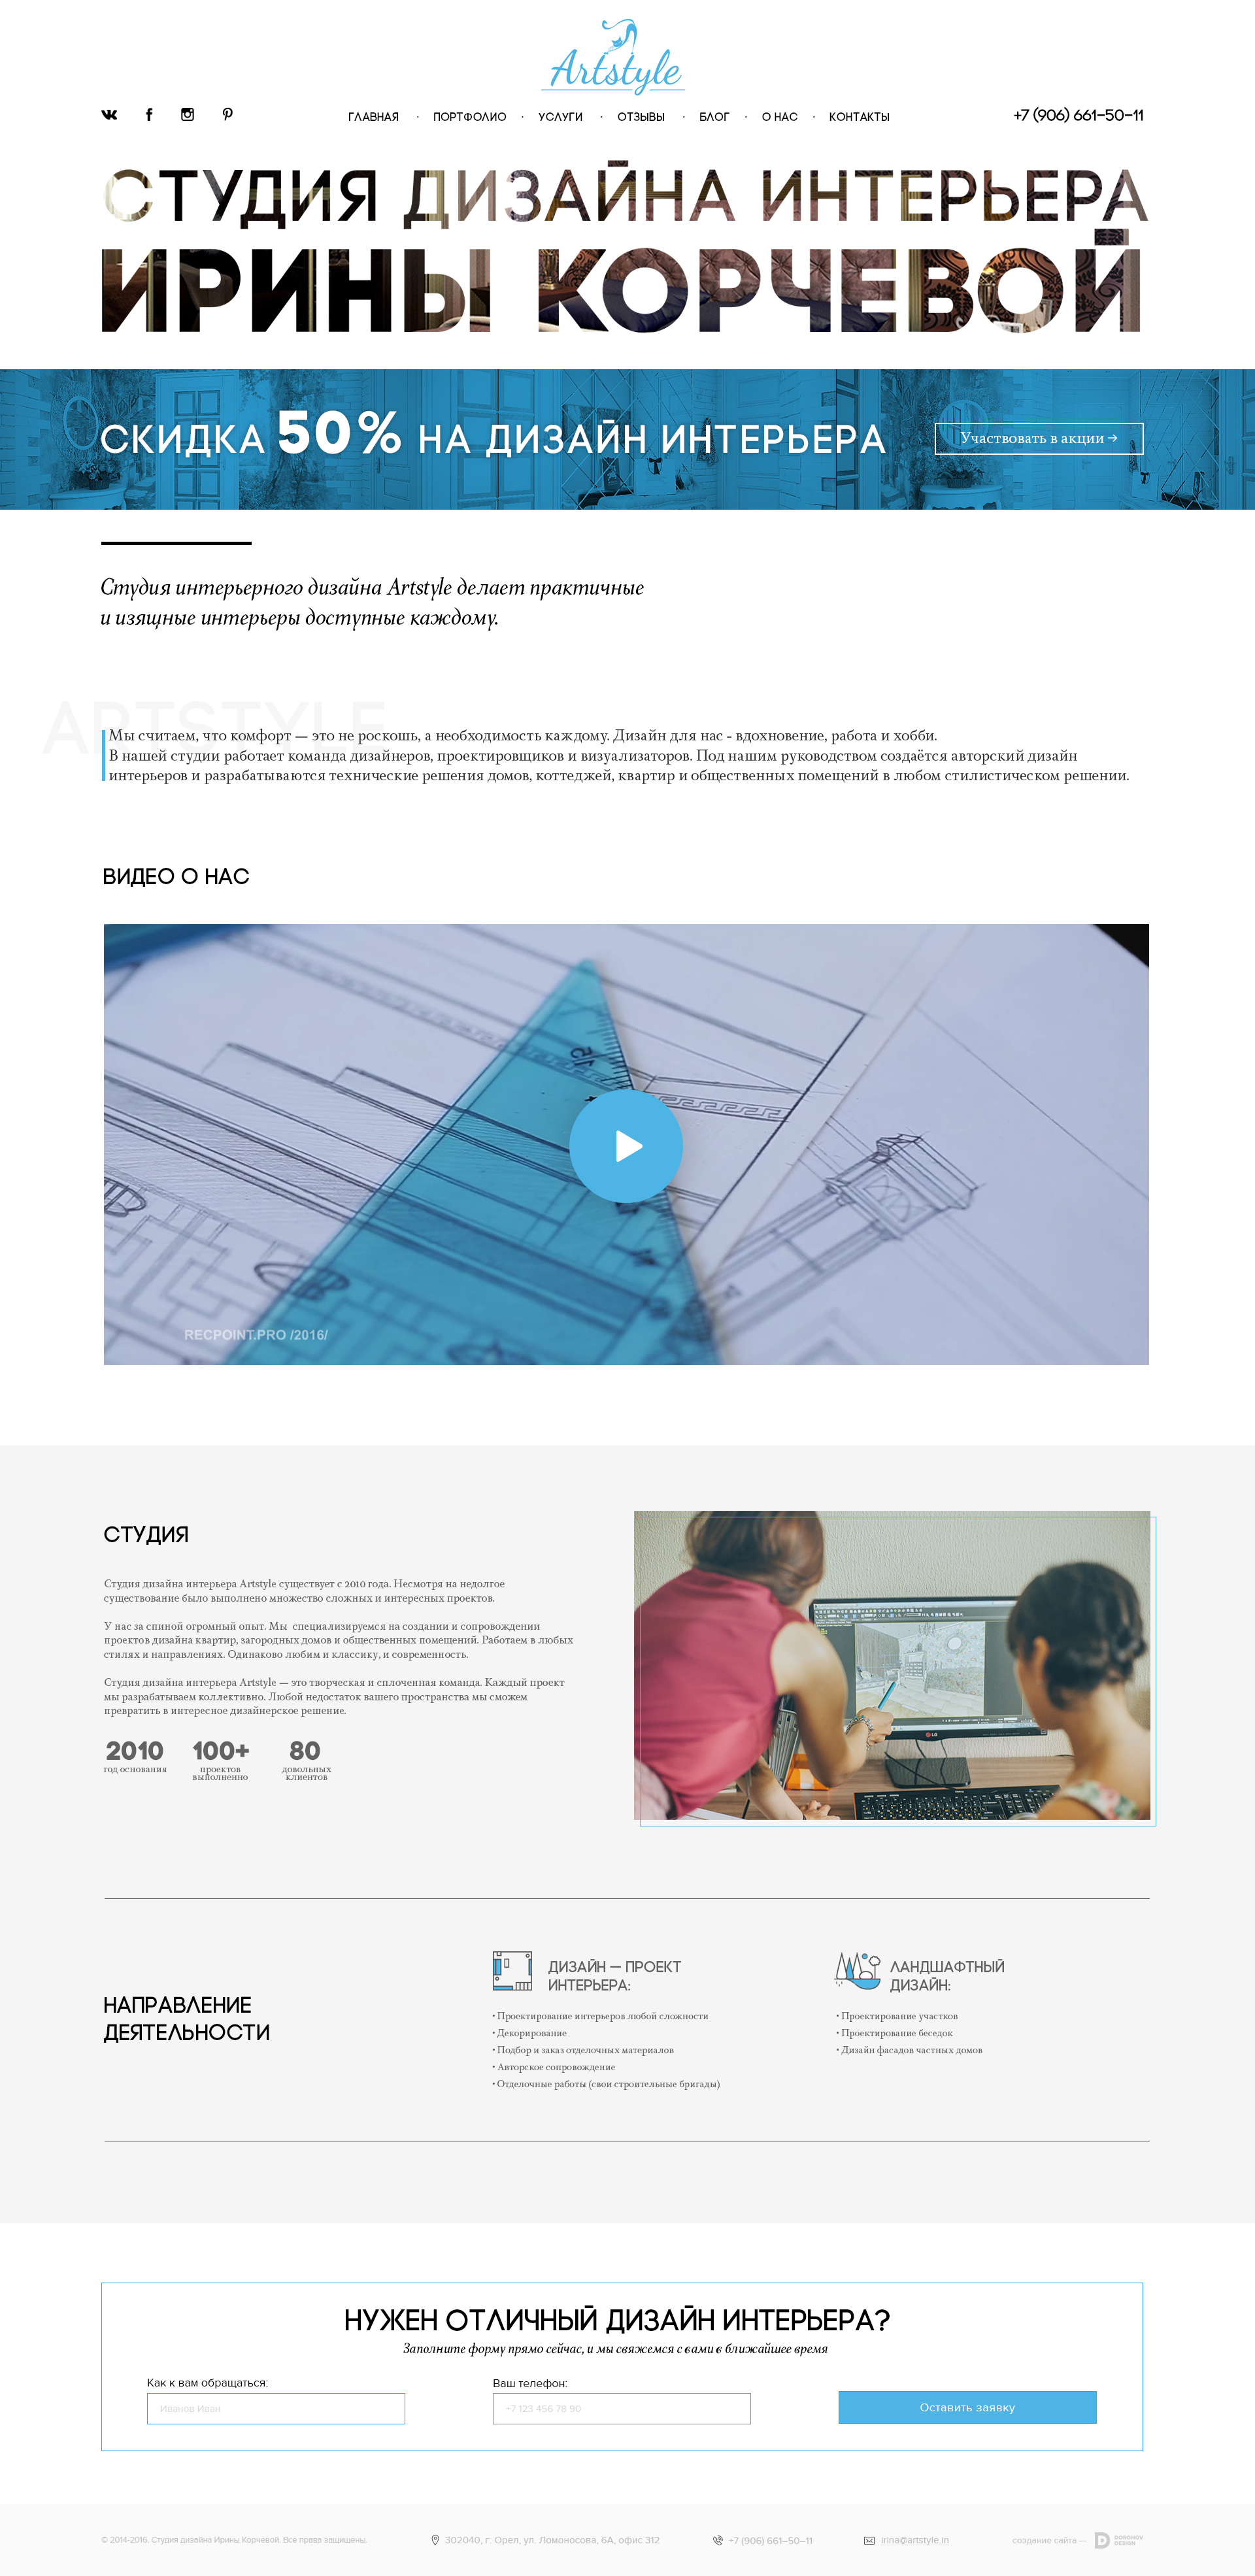 Artstyle
ГЛАВНАЯ · ПОРТФОЛИО · УСЛУГИ · ОТЗЫВЫ · БЛОГ · О НАС · КОНТАКТЫ
+7 (906) 661-50-11
СТУДИЯ ДИЗАЙНА ИНТЕРЬЕРА
ИРИНЫ КОРЧЕВОЙ
СКИДКА 50% НА ДИЗАЙН ИНТЕРЬЕРА
Участвовать в акции →
Студия интерьерного дизайна Artstyle делает практичные
и изящные интерьеры доступные каждому.
ARTSTYLE
Мы считаем, что комфорт — это не роскошь, а необходимость каждому. Дизайн для нас - вдохновение, работа и хобби.
В нашей студии работает команда дизайнеров, проектировщиков и визуализаторов. Под нашим руководством создаётся авторский дизайн
интерьеров и разрабатываются технические решения домов, коттеджей, квартир и общественных помещений в любом стилистическом решении.
ВИДЕО О НАС
12
RECPOINT.PRO /2016/
СТУДИЯ
Студия дизайна интерьера Artstyle существует с 2010 года. Несмотря на недолгое
существование было выполнено множество сложных и интересных проектов.
У нас за спиной огромный опыт. Мы специализируемся на создании и сопровождении
проектов дизайна квартир, загородных домов и общественных помещений. Работаем в любых
стилях и направлениях. Одинаково любим и классику, и современность.
Студия дизайна интерьера Artstyle — это творческая и сплоченная команда. Каждый проект
мы разрабатываем коллективно. Любой недостаток вашего пространства мы сможем
превратить в интересное дизайнерское решение.
2010
год основания
100+
проектов
выполненно
80
довольных
клиентов
LG
НАПРАВЛЕНИЕ
ДЕЯТЕЛЬНОСТИ
ДИЗАЙН — ПРОЕКТ
ИНТЕРЬЕРА:
• Проектирование интерьеров любой сложности
• Декорирование
• Подбор и заказ отделочных материалов
• Авторское сопровождение
• Отделочные работы (свои строительные бригады)
ЛАНДШАФТНЫЙ
ДИЗАЙН:
• Проектирование участков
• Проектирование беседок
• Дизайн фасадов частных домов
НУЖЕН ОТЛИЧНЫЙ ДИЗАЙН ИНТЕРЬЕРА?
Заполните форму прямо сейчас, и мы свяжемся с вами в ближайшее время
Как к вам обращаться:
Иванов Иван
Ваш телефон:
+7 123 456 78 90
Оставить заявку
© 2014-2016. Студия дизайна Ирины Корчевой. Все права защищены.
302040, г. Орел, ул. Ломоносова, 6А, офис 312
+7 (906) 661-50-11
irina@artstyle.in
создание сайта —
DOROHOV
DESIGN